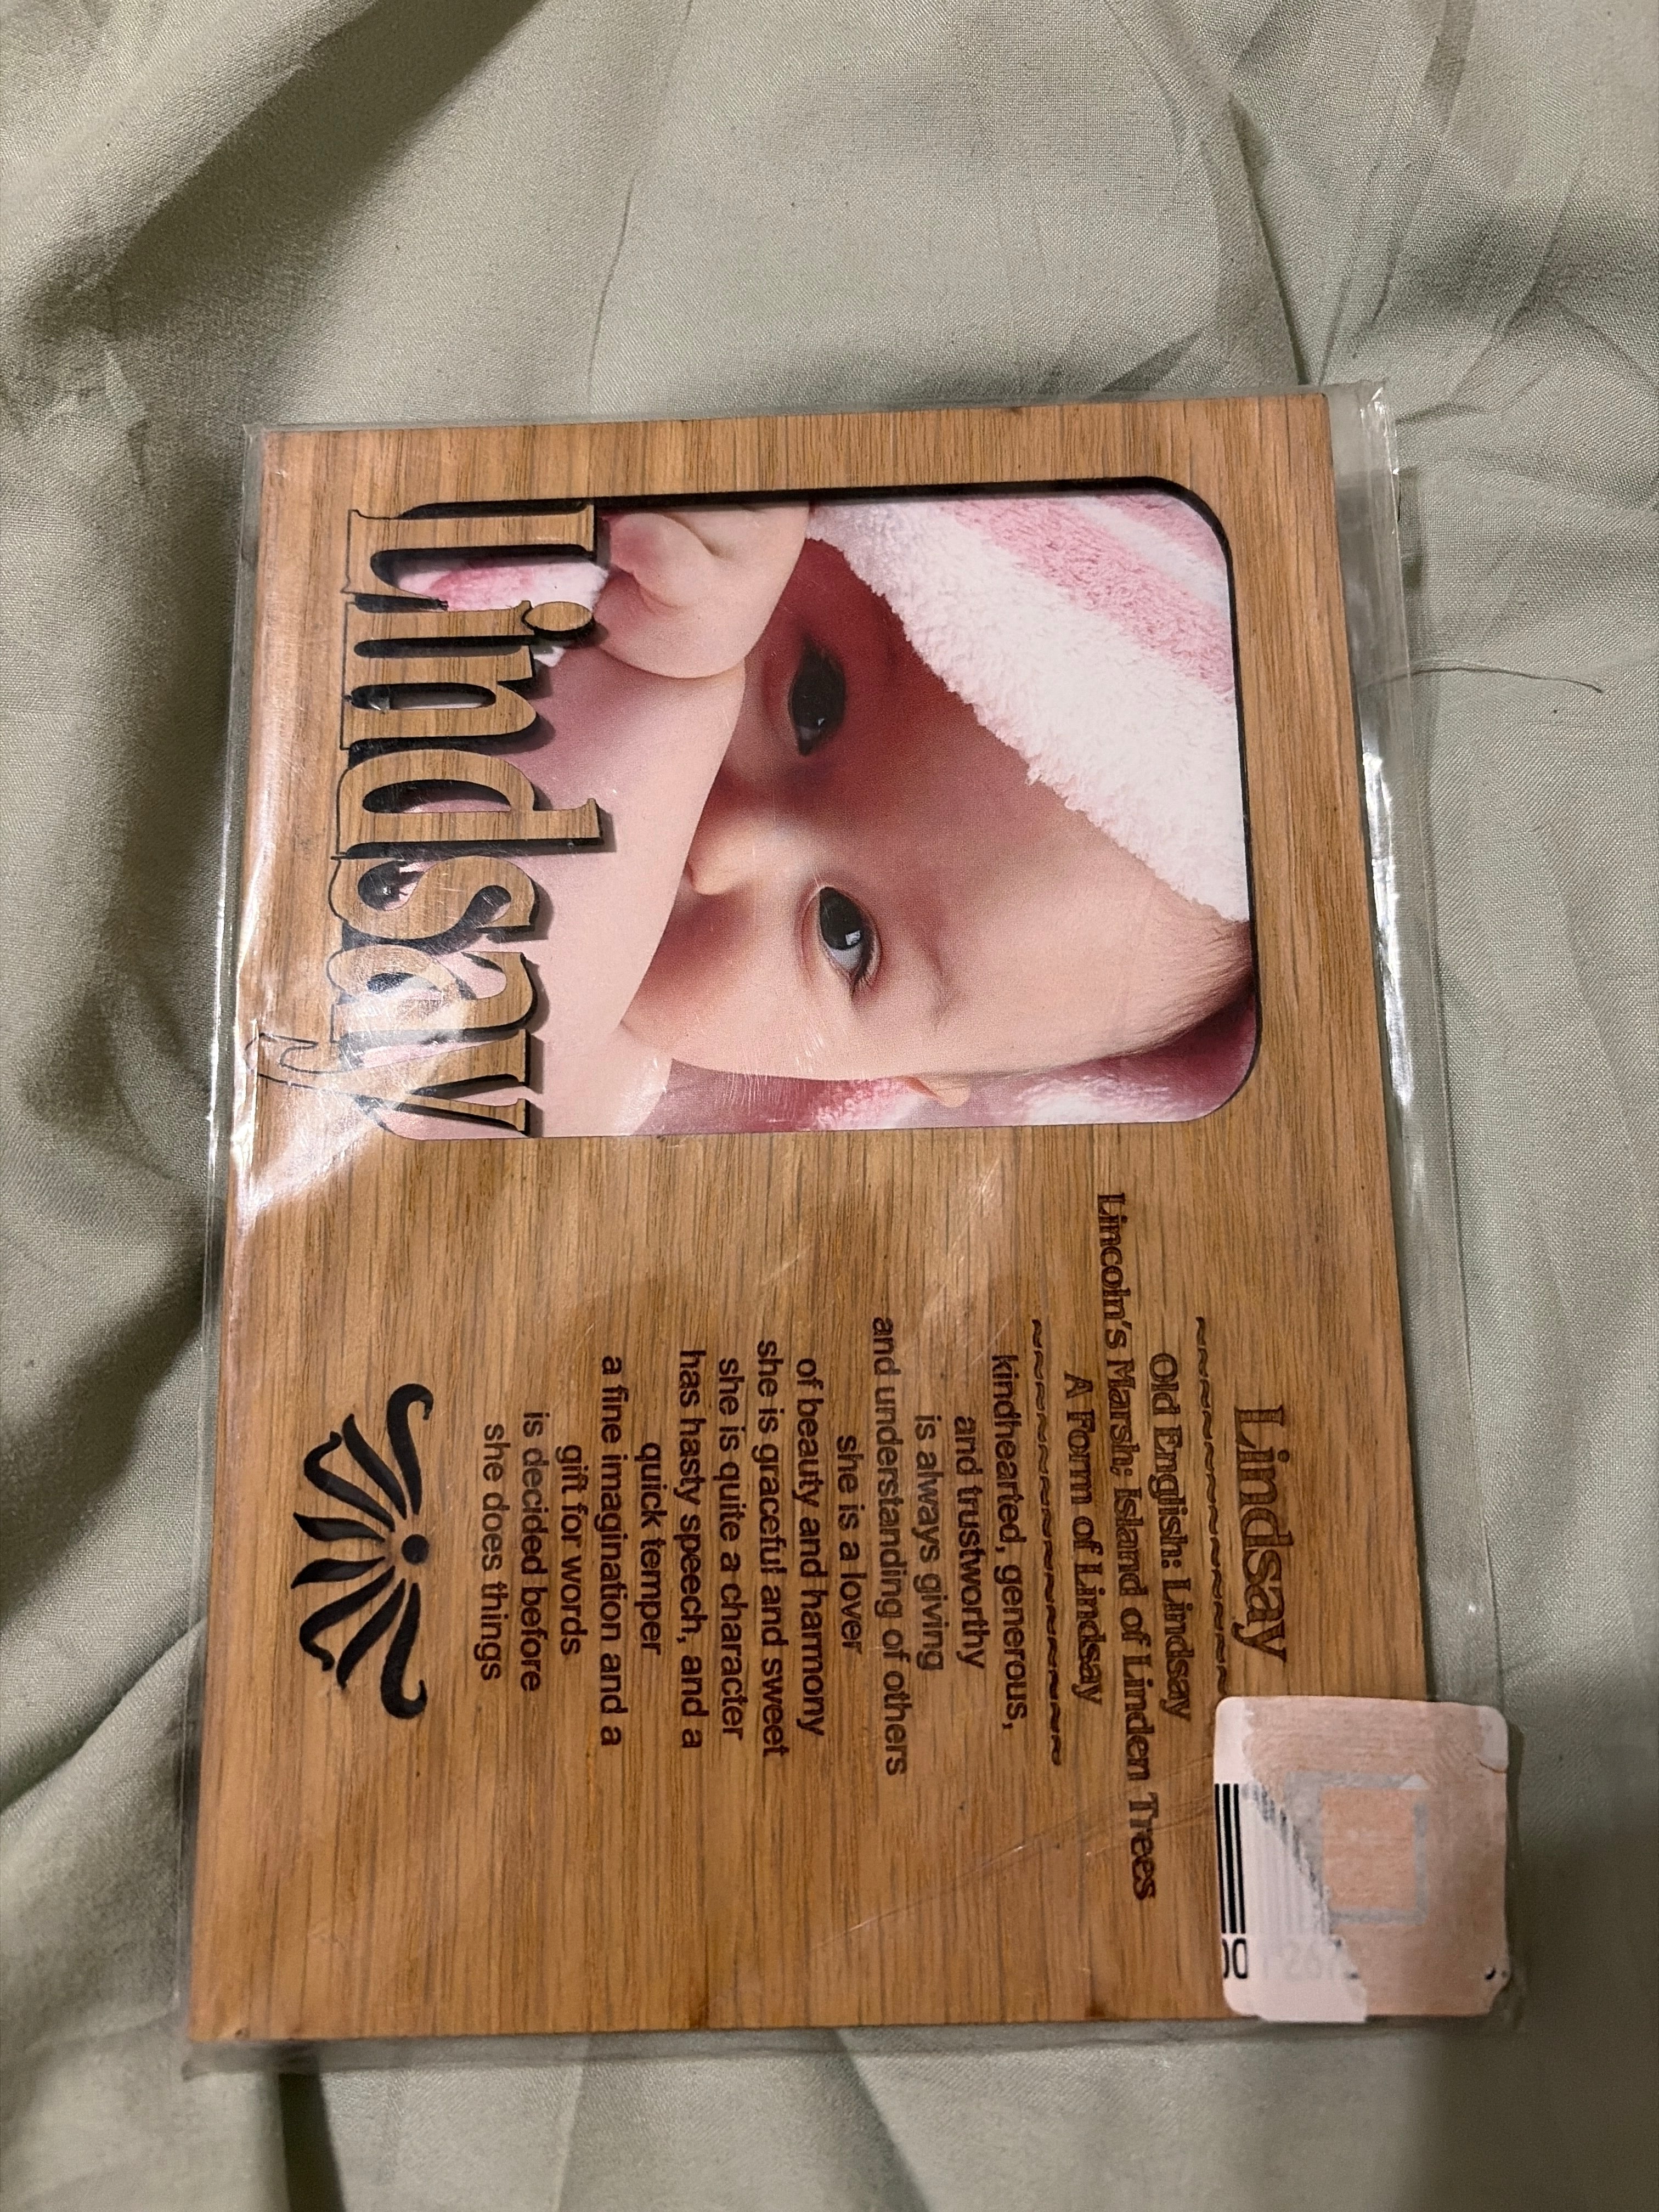 Lindsay
Lindsay
~~~~~~~~~~~~~~~~~~
Old English: Lindsay
Lincoln's Marsh; Island of Linden Trees
A Form of Lindsay
~~~~~~~~~~~~~~~~~~
kindhearted, generous,
and trustworthy
is always giving
and understanding of others
she is a lover
of beauty and harmony
she is graceful and sweet
she is quite a character
has hasty speech, and a
quick temper
a fine imagination and a
gift for words
is decided before
she does things